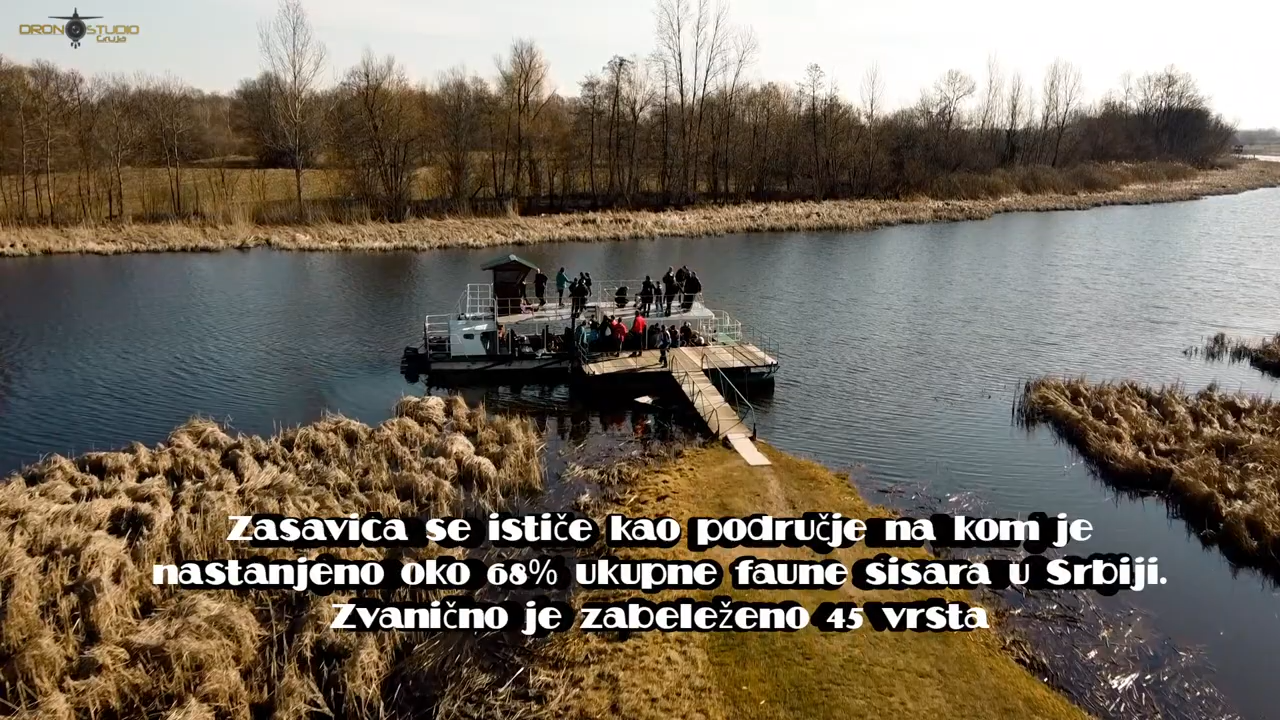 DRON STUDIO
Gruja
Zasavica se ističe kao područje na kom je
nastanjeno oko 68% ukupne faune sisara u Srbiji.
Zvanično je zabeleženo 45 vrsta